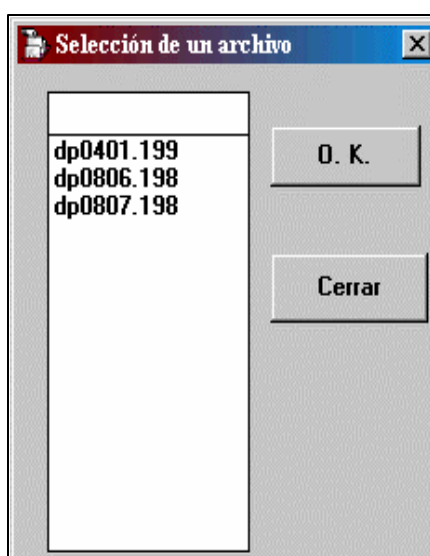 Selección de un archivo
dp0401.199
dp0806.198
dp0807.198
O. K.
Cerrar